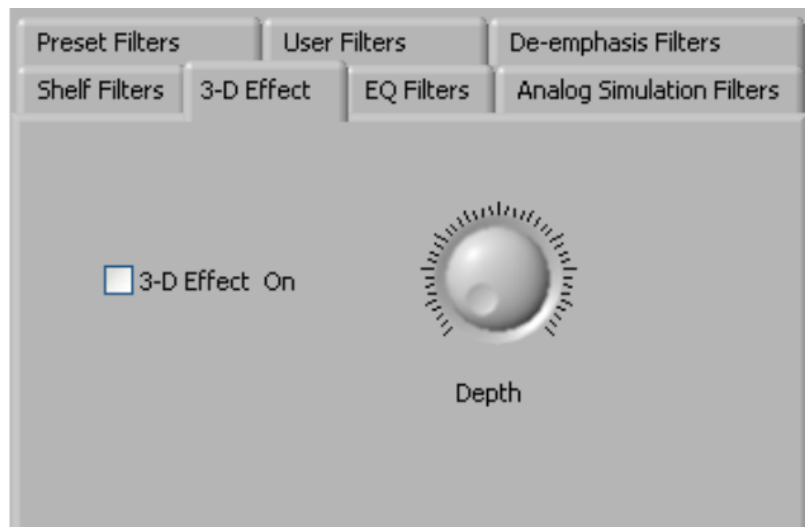 Preset Filters User Filters De-emphasis Filters
Shelf Filters 3-D Effect EQ Filters Analog Simulation Filters
3-D Effect On
Depth